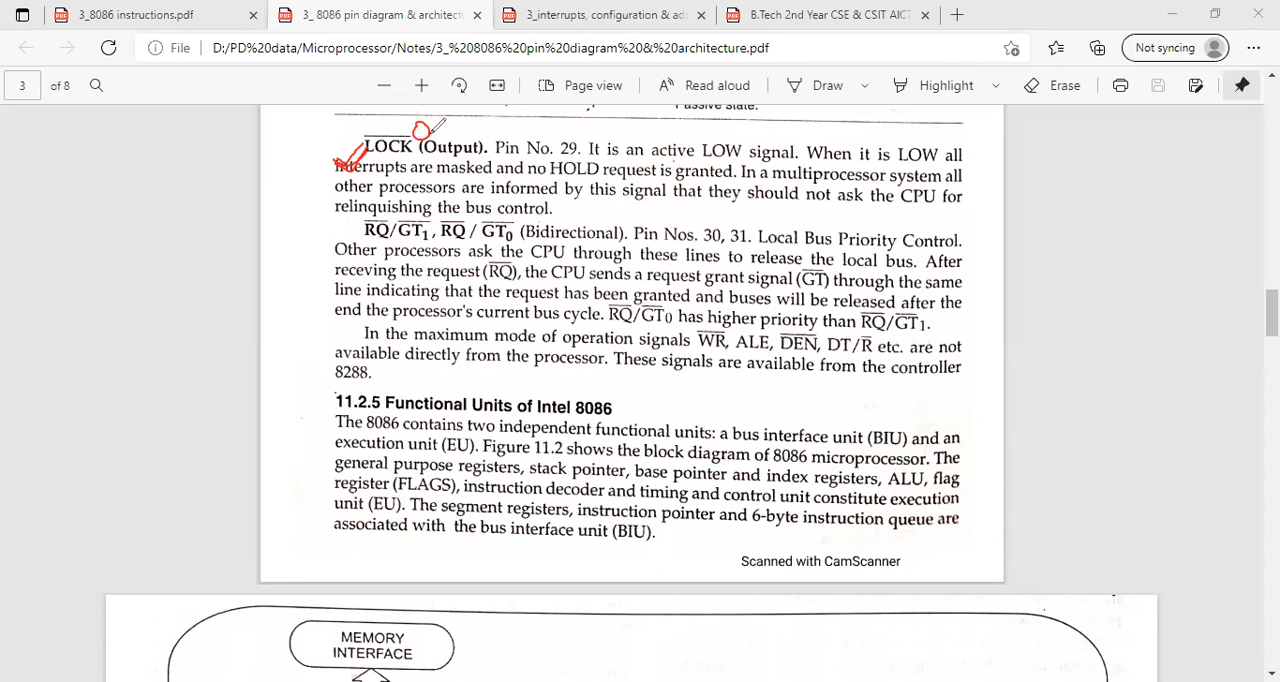 3_8086 instructions.pdf
3_ 8086 pin diagram & architectu
3_interrupts, configuration & ad
B.Tech 2nd Year CSE & CSIT AICT
File D:/PD%20data/Microprocessor/Notes/3_%208086%20pin%20diagram%20&%20architecture.pdf Not syncing
3 of 8 Page view Read aloud Draw Highlight Erase
Passive state.
LOCK (Output). Pin No. 29. It is an active LOW signal. When it is LOW all
interrupts are masked and no HOLD request is granted. In a multiprocessor system all
other processors are informed by this signal that they should not ask the CPU for
relinquishing the bus control.
RQ/GT1, RQ / GT0 (Bidirectional). Pin Nos. 30, 31. Local Bus Priority Control.
Other processors ask the CPU through these lines to release the local bus. After
receving the request (RQ), the CPU sends a request grant signal (GT) through the same
line indicating that the request has been granted and buses will be released after the
end the processor's current bus cycle. RQ/GT0 has higher priority than RQ/GT1.
In the maximum mode of operation signals WR, ALE, DEN, DT/R etc. are not
available directly from the processor. These signals are available from the controller
8288.
11.2.5 Functional Units of Intel 8086
The 8086 contains two independent functional units: a bus interface unit (BIU) and an
execution unit (EU). Figure 11.2 shows the block diagram of 8086 microprocessor. The
general purpose registers, stack pointer, base pointer and index registers, ALU, flag
register (FLAGS), instruction decoder and timing and control unit constitute execution
unit (EU). The segment registers, instruction pointer and 6-byte instruction queue are
associated with the bus interface unit (BIU).
Scanned with CamScanner
MEMORY
INTERFACE